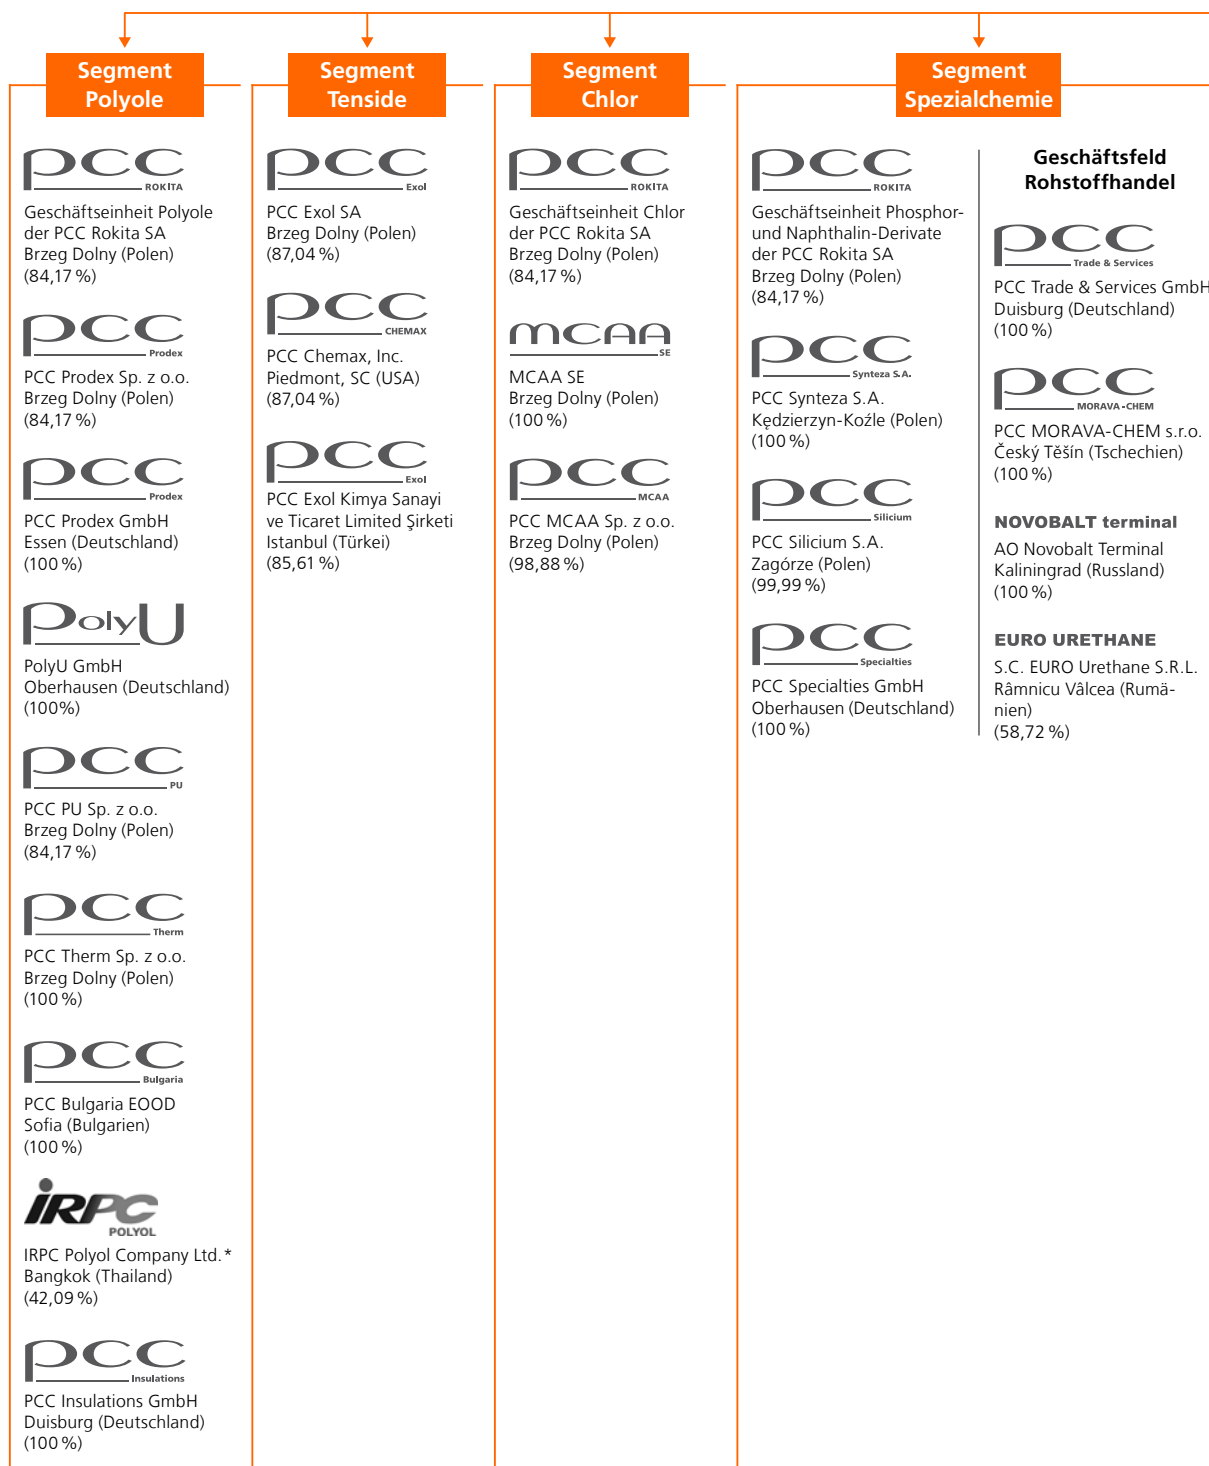 Segment
Polyole
pcc
ROKITA
Geschäftseinheit Polyole
der PCC Rokita SA
Brzeg Dolny (Polen)
(84,17 %)
pcc
Prodex
PCC Prodex Sp. z o.o.
Brzeg Dolny (Polen)
(84,17 %)
pcc
Prodex
PCC Prodex GmbH
Essen (Deutschland)
(100 %)
PolyU
PolyU GmbH
Oberhausen (Deutschland)
(100%)
pcc
PU
PCC PU Sp. z o.o.
Brzeg Dolny (Polen)
(84,17 %)
pcc
Therm
PCC Therm Sp. z o.o.
Brzeg Dolny (Polen)
(100 %)
pcc
Bulgaria
PCC Bulgaria EOOD
Sofia (Bulgarien)
(100 %)
iRPC
POLYOL
IRPC Polyol Company Ltd.*
Bangkok (Thailand)
(42,09 %)
pcc
Insulations
PCC Insulations GmbH
Duisburg (Deutschland)
(100 %)
Segment
Tenside
pcc
Exol
PCC Exol SA
Brzeg Dolny (Polen)
(87,04 %)
pcc
CHEMAX
PCC Chemax, Inc.
Piedmont, SC (USA)
(87,04 %)
pcc
Exol
PCC Exol Kimya Sanayi
ve Ticaret Limited Şirketi
Istanbul (Türkei)
(85,61 %)
Segment
Chlor
pcc
ROKITA
Geschäftseinheit Chlor
der PCC Rokita SA
Brzeg Dolny (Polen)
(84,17 %)
mcaa
SE
MCAA SE
Brzeg Dolny (Polen)
(100 %)
pcc
MCAA
PCC MCAA Sp. z o.o.
Brzeg Dolny (Polen)
(98,88 %)
Segment
Spezialchemie
pcc
ROKITA
Geschäftseinheit Phosphor-
und Naphthalin-Derivate
der PCC Rokita SA
Brzeg Dolny (Polen)
(84,17 %)
pcc
Synteza S.A.
PCC Synteza S.A.
Kędzierzyn-Koźle (Polen)
(100 %)
pcc
Silicium
PCC Silicium S.A.
Zagórze (Polen)
(99,99 %)
pcc
Specialties
PCC Specialties GmbH
Oberhausen (Deutschland)
(100 %)
Geschäftsfeld
Rohstoffhandel
pcc
Trade & Services
PCC Trade & Services GmbH
Duisburg (Deutschland)
(100 %)
pcc
MORAVA-CHEM
PCC MORAVA-CHEM s.r.o.
Český Těšín (Tschechien)
(100 %)
NOVOBALT terminal
AO Novobalt Terminal
Kaliningrad (Russland)
(100 %)
EURO URETHANE
S.C. EURO Urethane S.R.L.
Râmnicu Vâlcea (Rumä-
nien)
(58,72 %)